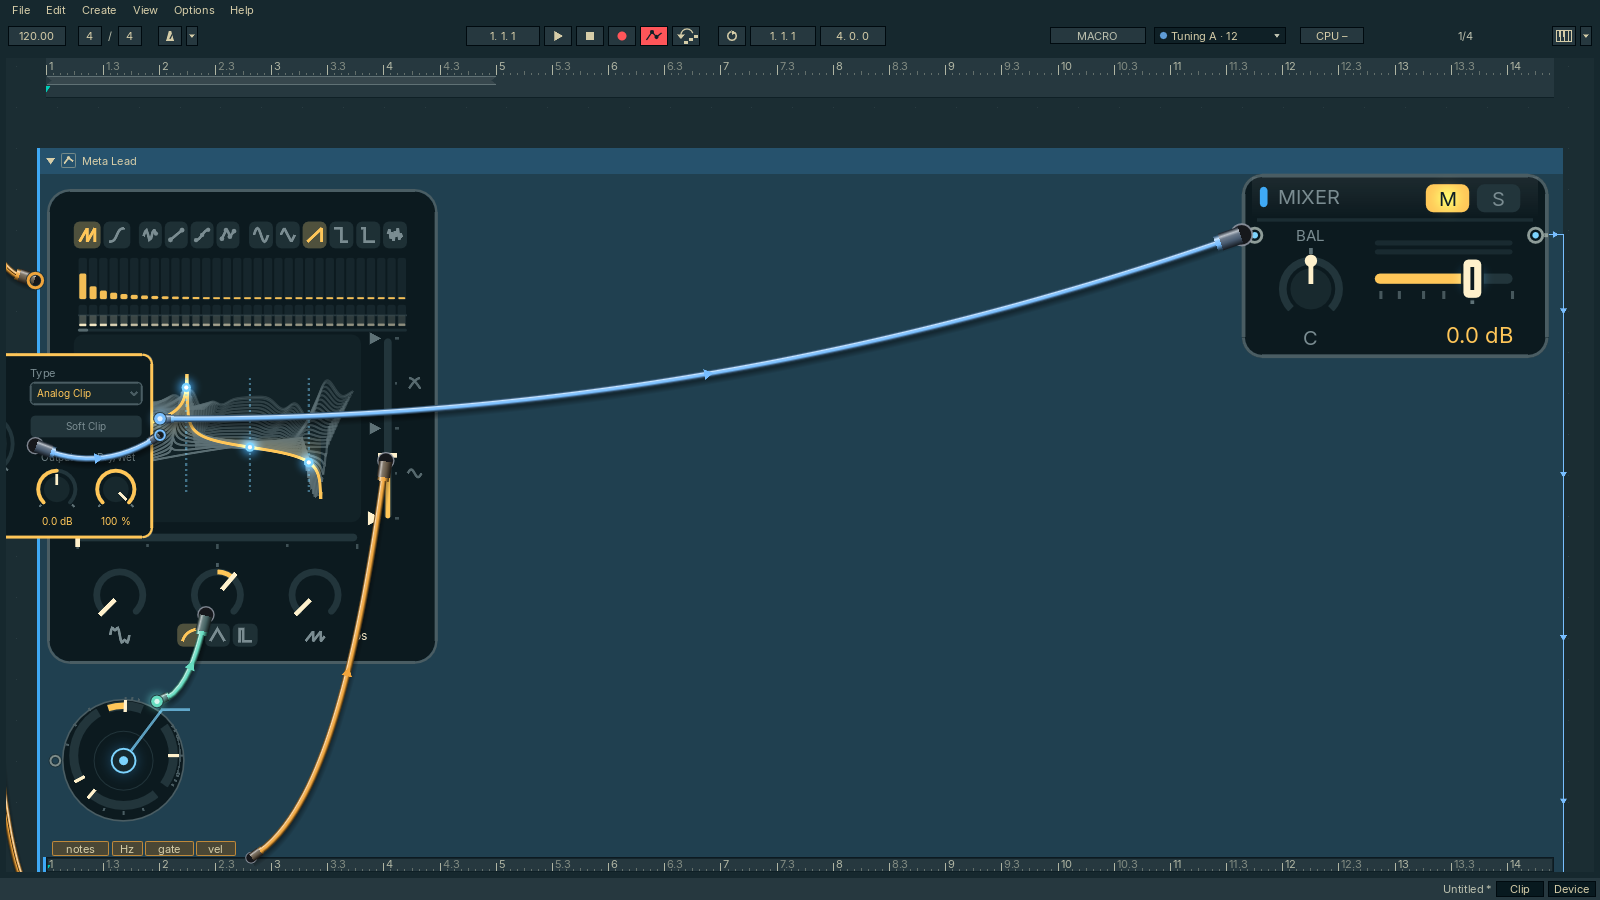 File Edit Create View Options Help
120.00 4 / 4 1. 1. 1 1. 1. 1 4. 0. 0 MACRO Tuning A · 12 CPU – 1/4
1 1.3 2 2.3 3 3.3 4 4.3 5 5.3 6 6.3 7 7.3 8 8.3 9 9.3 10 10.3 11 11.3 12 12.3 13 13.3 14
Meta Lead
MIXER M S
BAL
C 0.0 dB
Type
Analog Clip
Soft Clip
0.0 dB 100 %
notes Hz gate vel
1 1.3 2 2.3 3 3.3 4 4.3 5 5.3 6 6.3 7 7.3 8 8.3 9 9.3 10 10.3 11 11.3 12 12.3 13 13.3 14
Untitled * Clip Device